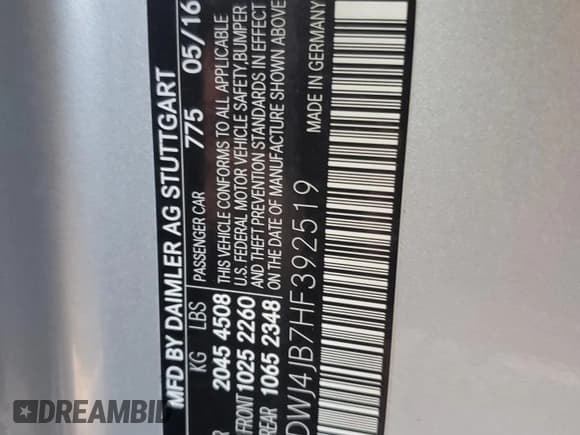 MFD BY DAIMLER AG STUTTGART
775 05/16
KG LBS PASSENGER CAR
2045 4508
FRONT 1025 2260
REAR 1065 2348
THIS VEHICLE CONFORMS TO ALL APPLICABLE
U.S. FEDERAL MOTOR VEHICLE SAFETY, BUMPER
AND THEFT PREVENTION STANDARDS IN EFFECT
ON THE DATE OF MANUFACTURE SHOWN ABOVE
DWJ4JB7HF392519 MADE IN GERMANY
DREAMBID